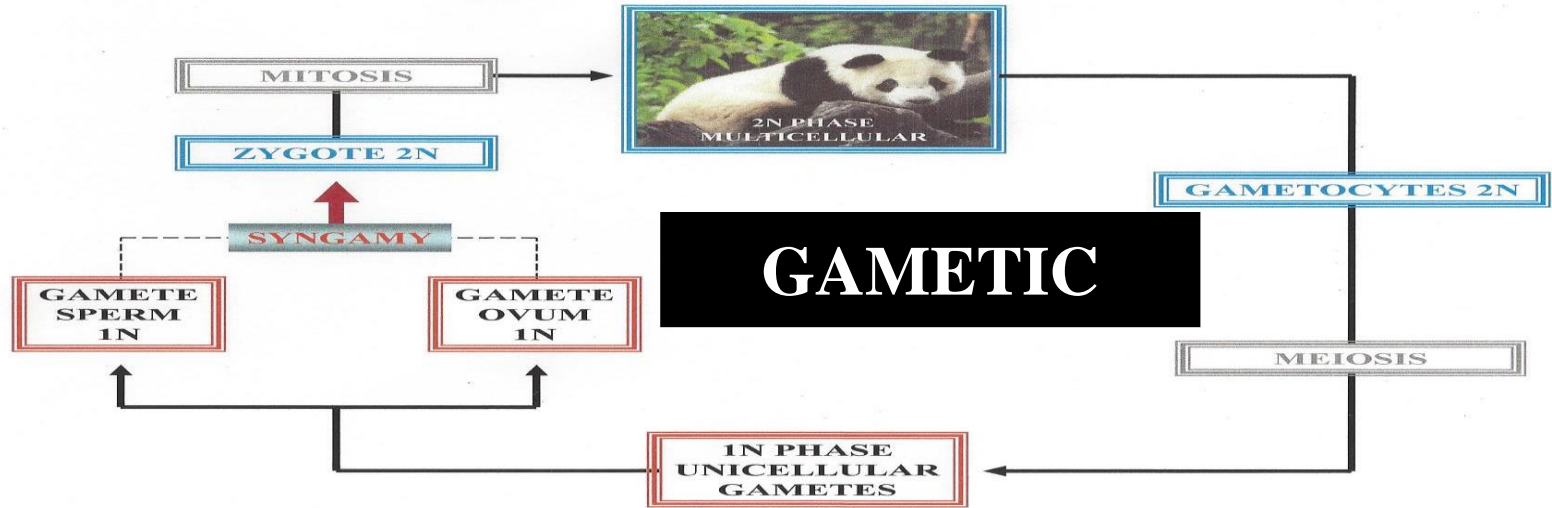 MITOSIS
2N PHASE
MULTICELLULAR
ZYGOTE 2N
GAMETOCYTES 2N
SYNGAMY
GAMETIC
GAMETE
SPERM
1N
GAMETE
OVUM
1N
MEIOSIS
1N PHASE
UNICELLULAR
GAMETES